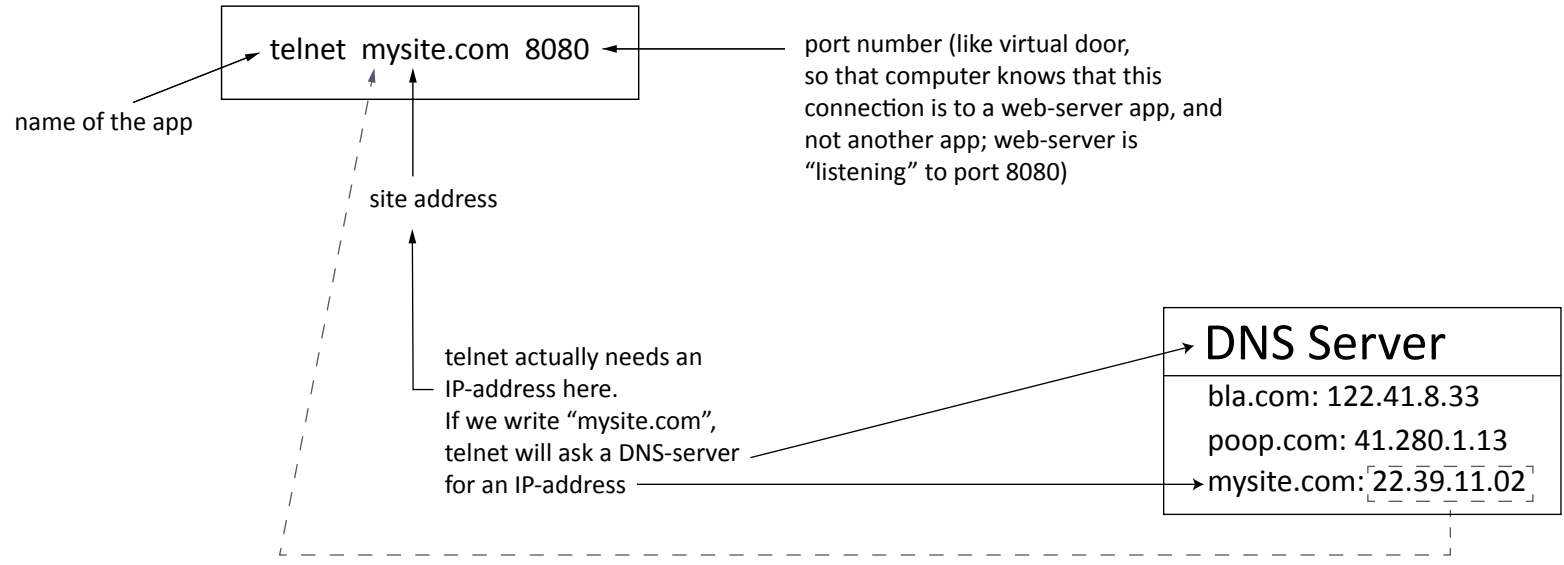 telnet mysite.com 8080
name of the app
port number (like virtual door,
so that computer knows that this
connection is to a web-server app, and
not another app; web-server is
“listening” to port 8080)
site address
telnet actually needs an
IP-address here.
If we write “mysite.com”,
telnet will ask a DNS-server
for an IP-address
DNS Server
bla.com: 122.41.8.33
poop.com: 41.280.1.13
mysite.com: 22.39.11.02